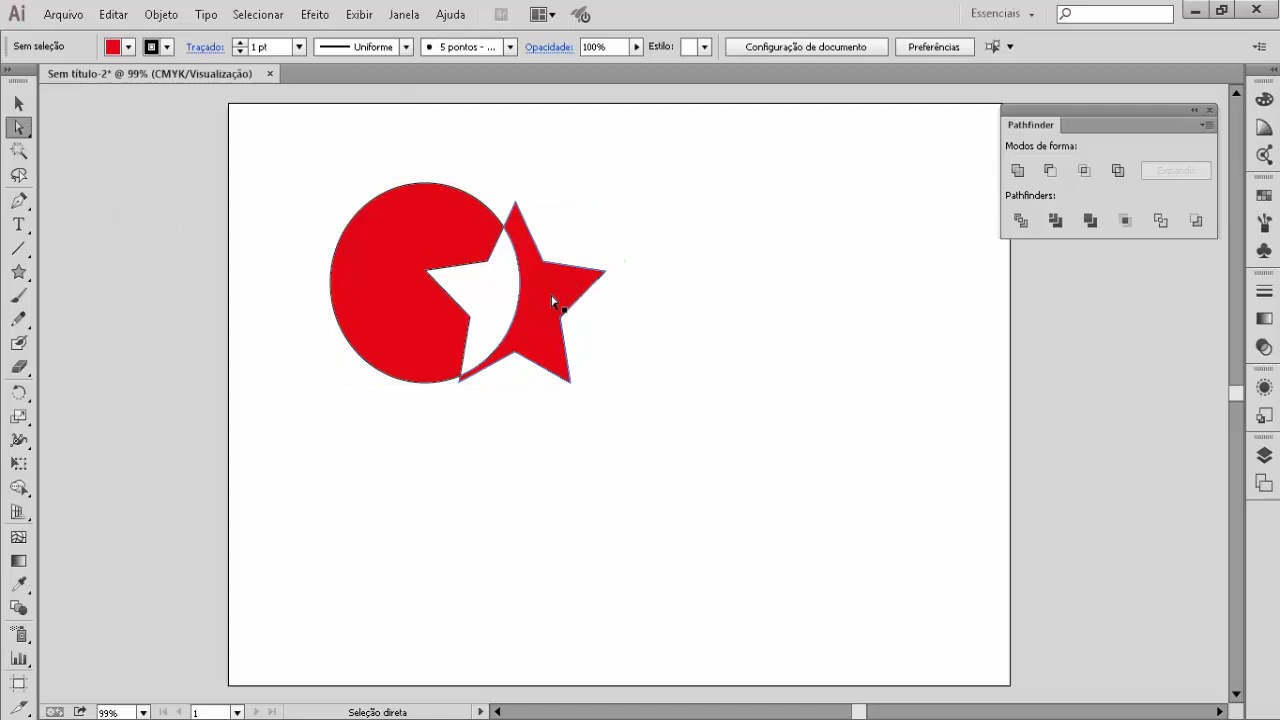 Ai Arquivo Editar Objeto Tipo Selecionar Efeito Exibir Janela Ajuda Br Essenciais
Sem seleção Traçado: 1 pt Uniforme 5 pontos - ... Opacidade: 100% Estilo: Configuração de documento Preferências
Sem título-2* @ 99% (CMYK/Visualização)
Pathfinder
Modos de forma:
Expandir
Pathfinders:
T
99% 1 Seleção direta